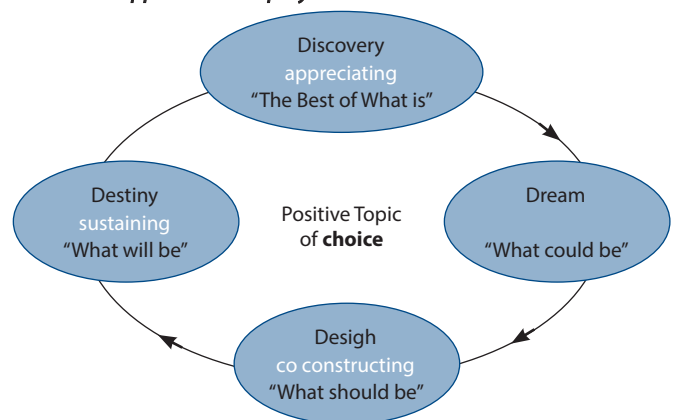 Discovery
appreciating
“The Best of What is”
Destiny
sustaining
“What will be”
Positive Topic
of choice
Dream
“What could be”
Desigh
co constructing
“What should be”